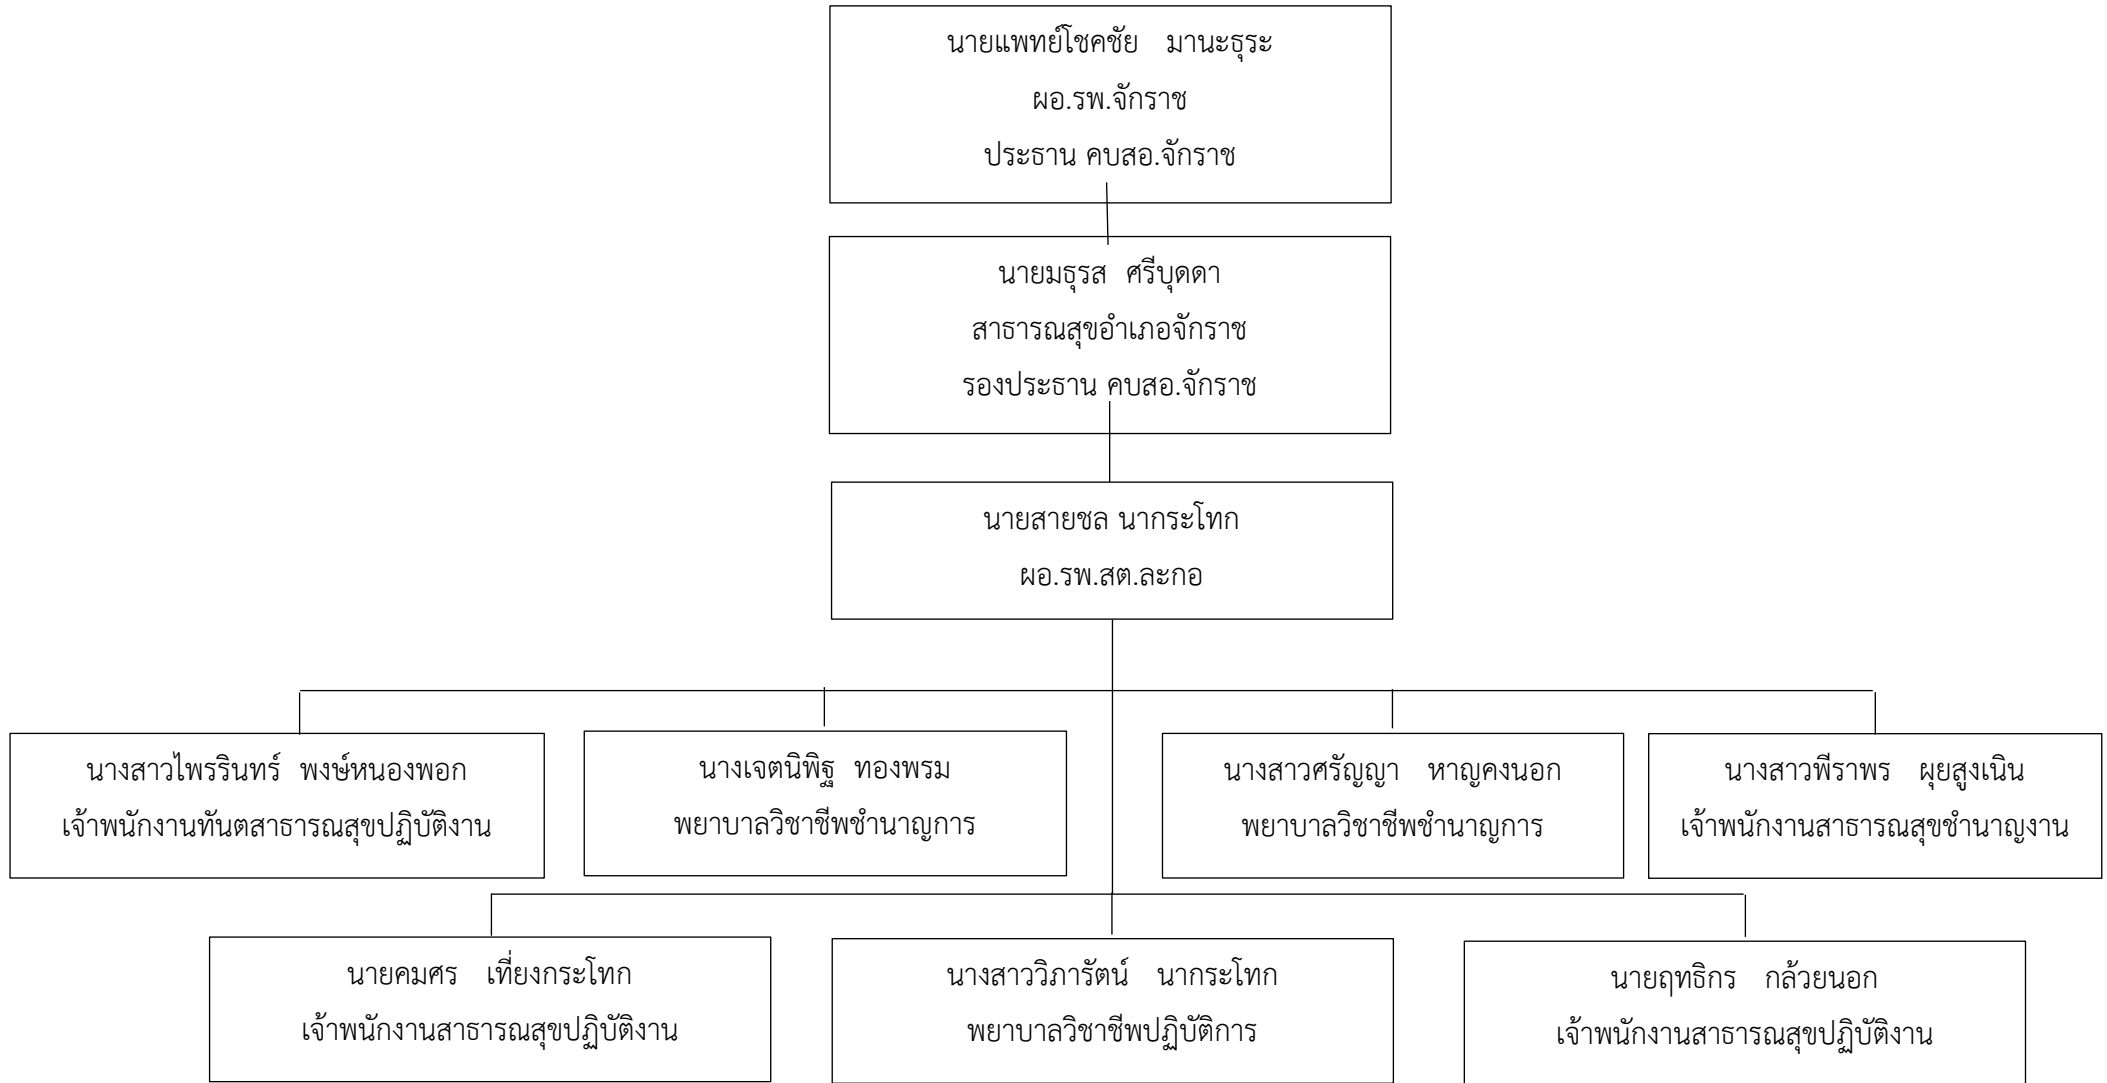 นายแพทย์โชคชัย มานะธุระ
ผอ.รพ.จักราช
ประธาน คบสอ.จักราช
นายมธุรส ศรีบุดดา
สาธารณสุขอำเภอจักราช
รองประธาน คบสอ.จักราช
นายสายชล นากระโทก
ผอ.รพ.สต.ละกอ
นางสาวไพรรินทร์ พงษ์หนองพอก
เจ้าพนักงานทันตสาธารณสุขปฏิบัติงาน
นางเจตนิพิฐ ทองพรม
พยาบาลวิชาชีพชำนาญการ
นางสาวศรัญญา หาญคงนอก
พยาบาลวิชาชีพชำนาญการ
นางสาวพีราพร ผุยสูงเนิน
เจ้าพนักงานสาธารณสุขชำนาญงาน
นายคมศร เที่ยงกระโทก
เจ้าพนักงานสาธารณสุขปฏิบัติงาน
นางสาววิภารัตน์ นากระโทก
พยาบาลวิชาชีพปฏิบัติการ
นายฤทธิกร กล้วยนอก
เจ้าพนักงานสาธารณสุขปฏิบัติงาน